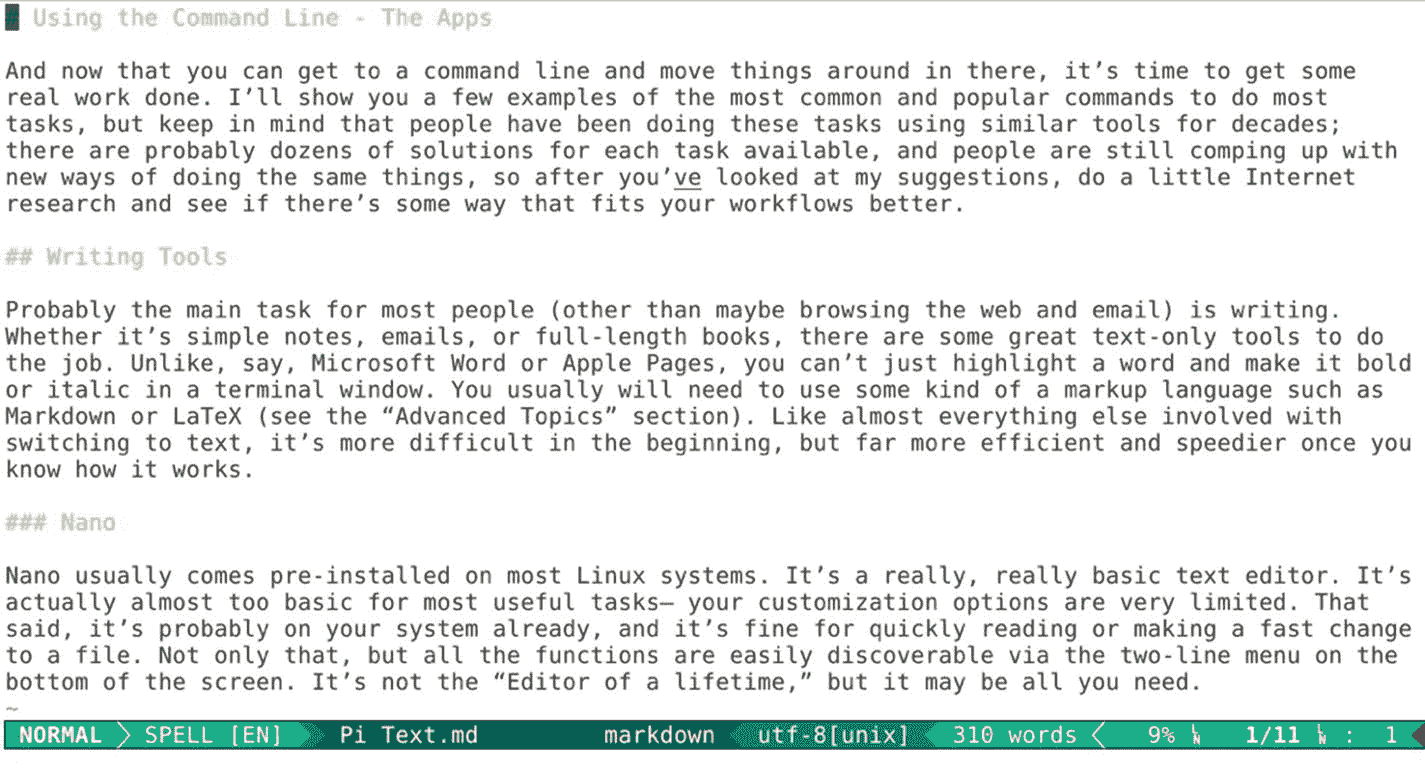 # Using the Command Line - The Apps
And now that you can get to a command line and move things around in there, it’s time to get some
real work done. I’ll show you a few examples of the most common and popular commands to do most
tasks, but keep in mind that people have been doing these tasks using similar tools for decades;
there are probably dozens of solutions for each task available, and people are still comping up with
new ways of doing the same things, so after you’ve looked at my suggestions, do a little Internet
research and see if there’s some way that fits your workflows better.
## Writing Tools
Probably the main task for most people (other than maybe browsing the web and email) is writing.
Whether it’s simple notes, emails, or full-length books, there are some great text-only tools to do
the job. Unlike, say, Microsoft Word or Apple Pages, you can’t just highlight a word and make it bold
or italic in a terminal window. You usually will need to use some kind of a markup language such as
Markdown or LaTeX (see the “Advanced Topics” section). Like almost everything else involved with
switching to text, it’s more difficult in the beginning, but far more efficient and speedier once you
know how it works.
### Nano
Nano usually comes pre-installed on most Linux systems. It’s a really, really basic text editor. It’s
actually almost too basic for most useful tasks— your customization options are very limited. That
said, it’s probably on your system already, and it’s fine for quickly reading or making a fast change
to a file. Not only that, but all the functions are easily discoverable via the two-line menu on the
bottom of the screen. It’s not the “Editor of a lifetime,” but it may be all you need.
~
NORMAL SPELL [EN] Pi Text.md markdown utf-8[unix] 310 words 9% 1/11 : 1